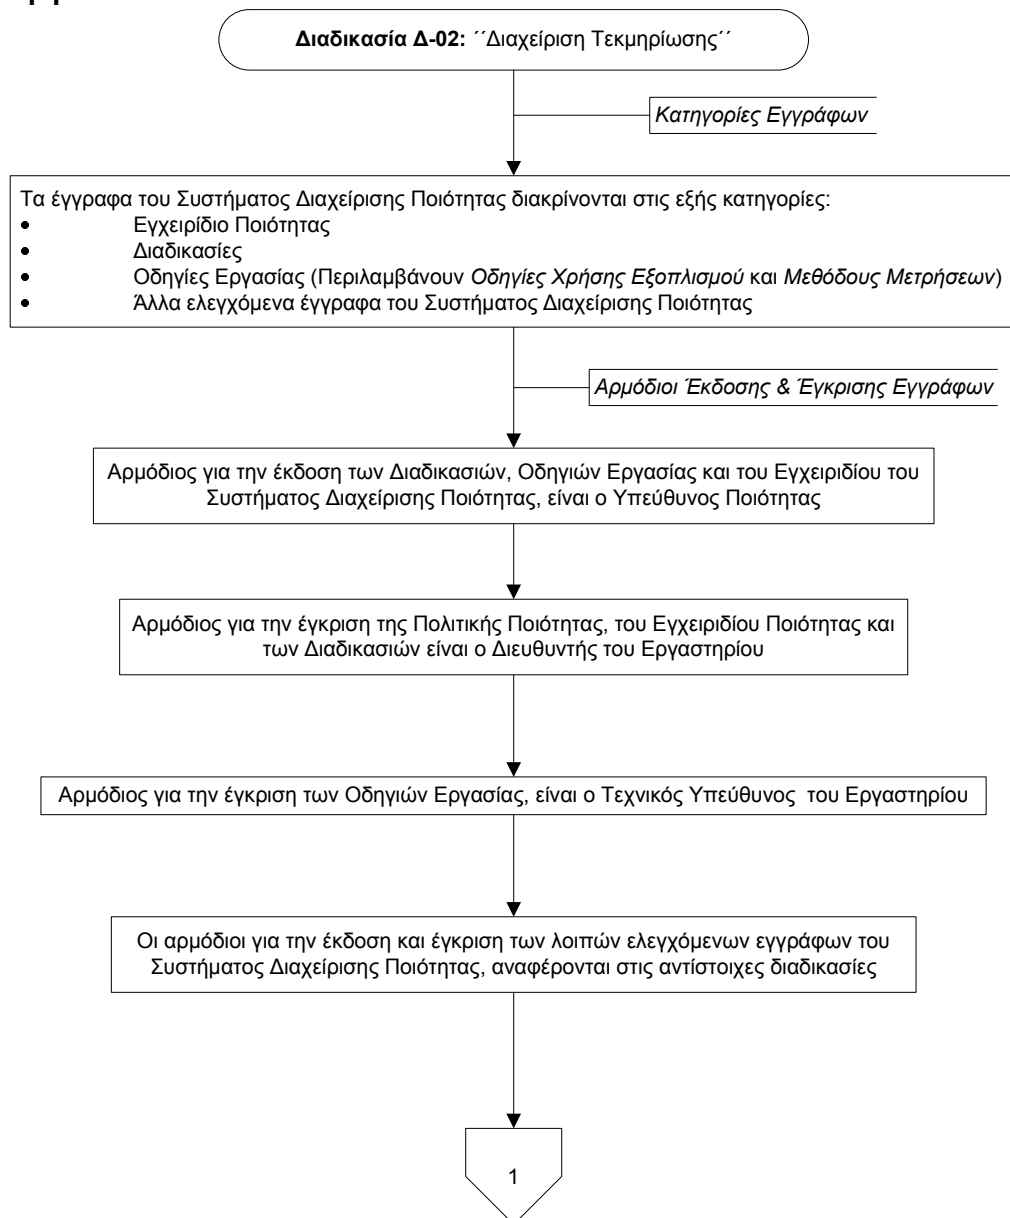 Διαδικασία Δ-02: ΄΄Διαχείριση Τεκμηρίωσης΄΄
Κατηγορίες Εγγράφων
Τα έγγραφα του Συστήματος Διαχείρισης Ποιότητας διακρίνονται στις εξής κατηγορίες:
• Εγχειρίδιο Ποιότητας
• Διαδικασίες
• Οδηγίες Εργασίας (Περιλαμβάνουν Οδηγίες Χρήσης Εξοπλισμού και Μεθόδους Μετρήσεων)
• Άλλα ελεγχόμενα έγγραφα του Συστήματος Διαχείρισης Ποιότητας
Αρμόδιοι Έκδοσης & Έγκρισης Εγγράφων
Αρμόδιος για την έκδοση των Διαδικασιών, Οδηγιών Εργασίας και του Εγχειριδίου του
Συστήματος Διαχείρισης Ποιότητας, είναι ο Υπεύθυνος Ποιότητας
Αρμόδιος για την έγκριση της Πολιτικής Ποιότητας, του Εγχειριδίου Ποιότητας και
των Διαδικασιών είναι ο Διευθυντής του Εργαστηρίου
Αρμόδιος για την έγκριση των Οδηγιών Εργασίας, είναι ο Τεχνικός Υπεύθυνος του Εργαστηρίου
Οι αρμόδιοι για την έκδοση και έγκριση των λοιπών ελεγχόμενων εγγράφων του
Συστήματος Διαχείρισης Ποιότητας, αναφέρονται στις αντίστοιχες διαδικασίες
1